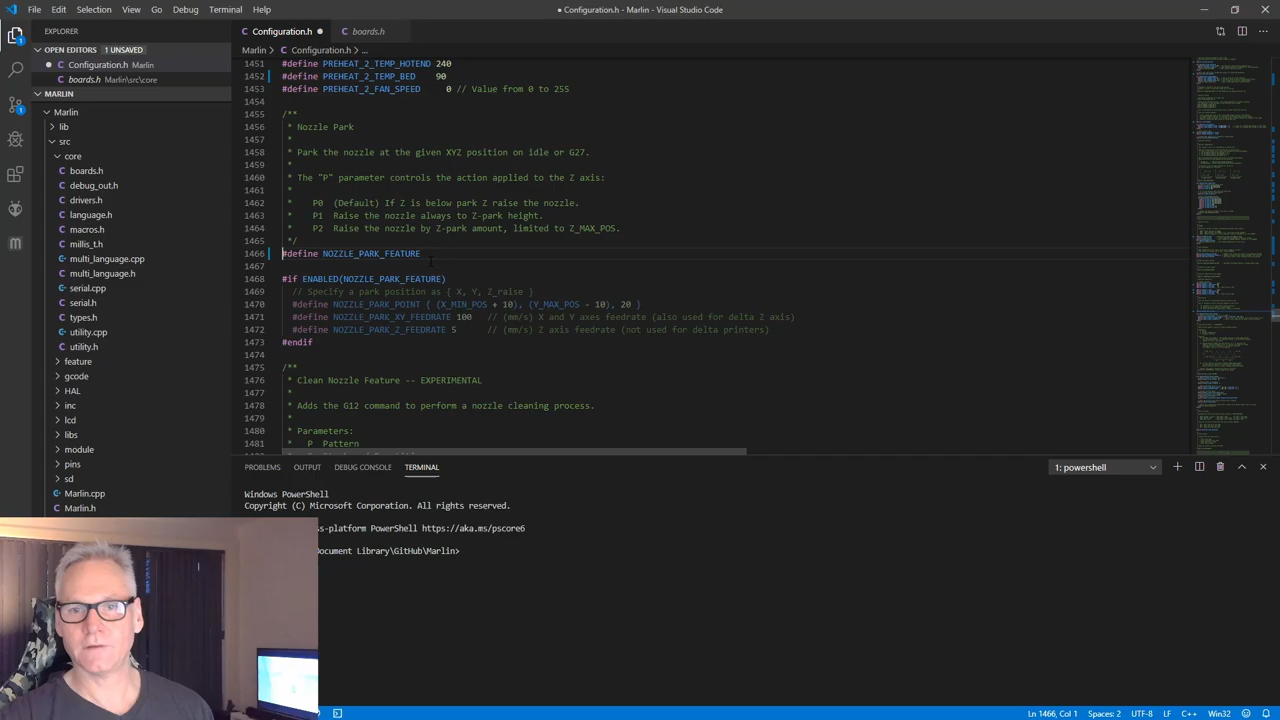 File Edit Selection View Go Debug Terminal Help
● Configuration.h - Marlin - Visual Studio Code
EXPLORER
OPEN EDITORS 1 UNSAVED
Configuration.h Marlin
boards.h Marlin\src\core
MARLIN
Marlin
lib
src
core
boards.h
debug_out.h
drivers.h
language.h
macros.h
millis_t.h
multi_language.cpp
multi_language.h
serial.cpp
serial.h
types.h
utility.cpp
utility.h
feature
gcode
HAL
inc
lcd
libs
module
pins
sd
Marlin.cpp
Marlin.h
Configuration.h boards.h
Marlin > Configuration.h > ...
1451 #define PREHEAT_2_TEMP_HOTEND 240
1452 #define PREHEAT_2_TEMP_BED 90
1453 #define PREHEAT_2_FAN_SPEED 0 // Value from 0 to 255
1454
1455 /**
1456 * Nozzle Park
1457 *
1458 * Park the nozzle at the given XYZ position on idle or G27.
1459 *
1460 * The "P" parameter controls the action applied to the Z axis:
1461 *
1462 * P0 (Default) If Z is below park Z raise the nozzle.
1463 * P1 Raise the nozzle always to Z-park height.
1464 * P2 Raise the nozzle by Z-park amount, limited to Z_MAX_POS.
1465 */
1466 #define NOZZLE_PARK_FEATURE
1467
1468 #if ENABLED(NOZZLE_PARK_FEATURE)
1469 // Specify a park position as { X, Y, Z_raise }
1470 #define NOZZLE_PARK_POINT { (X_MIN_POS + 10), (Y_MAX_POS - 10), 20 }
1471 #define NOZZLE_PARK_XY_FEEDRATE 100 // (mm/s) X and Y axes feedrate (also used for delta Z axis)
1472 #define NOZZLE_PARK_Z_FEEDRATE 5 // (mm/s) Z axis feedrate (not used for delta printers)
1473 #endif
1474
1475 /**
1476 * Clean Nozzle Feature -- EXPERIMENTAL
1477 *
1478 * Adds the G12 command to perform a nozzle cleaning process.
1479 *
1480 * Parameters:
1481 * P Pattern
PROBLEMS OUTPUT DEBUG CONSOLE TERMINAL 1: powershell
Windows PowerShell
Copyright (C) Microsoft Corporation. All rights reserved.
ss-platform PowerShell https://aka.ms/pscore6
Document Library\GitHub\Marlin>
Ln 1466, Col 1 Spaces: 2 UTF-8 LF C++ Win32